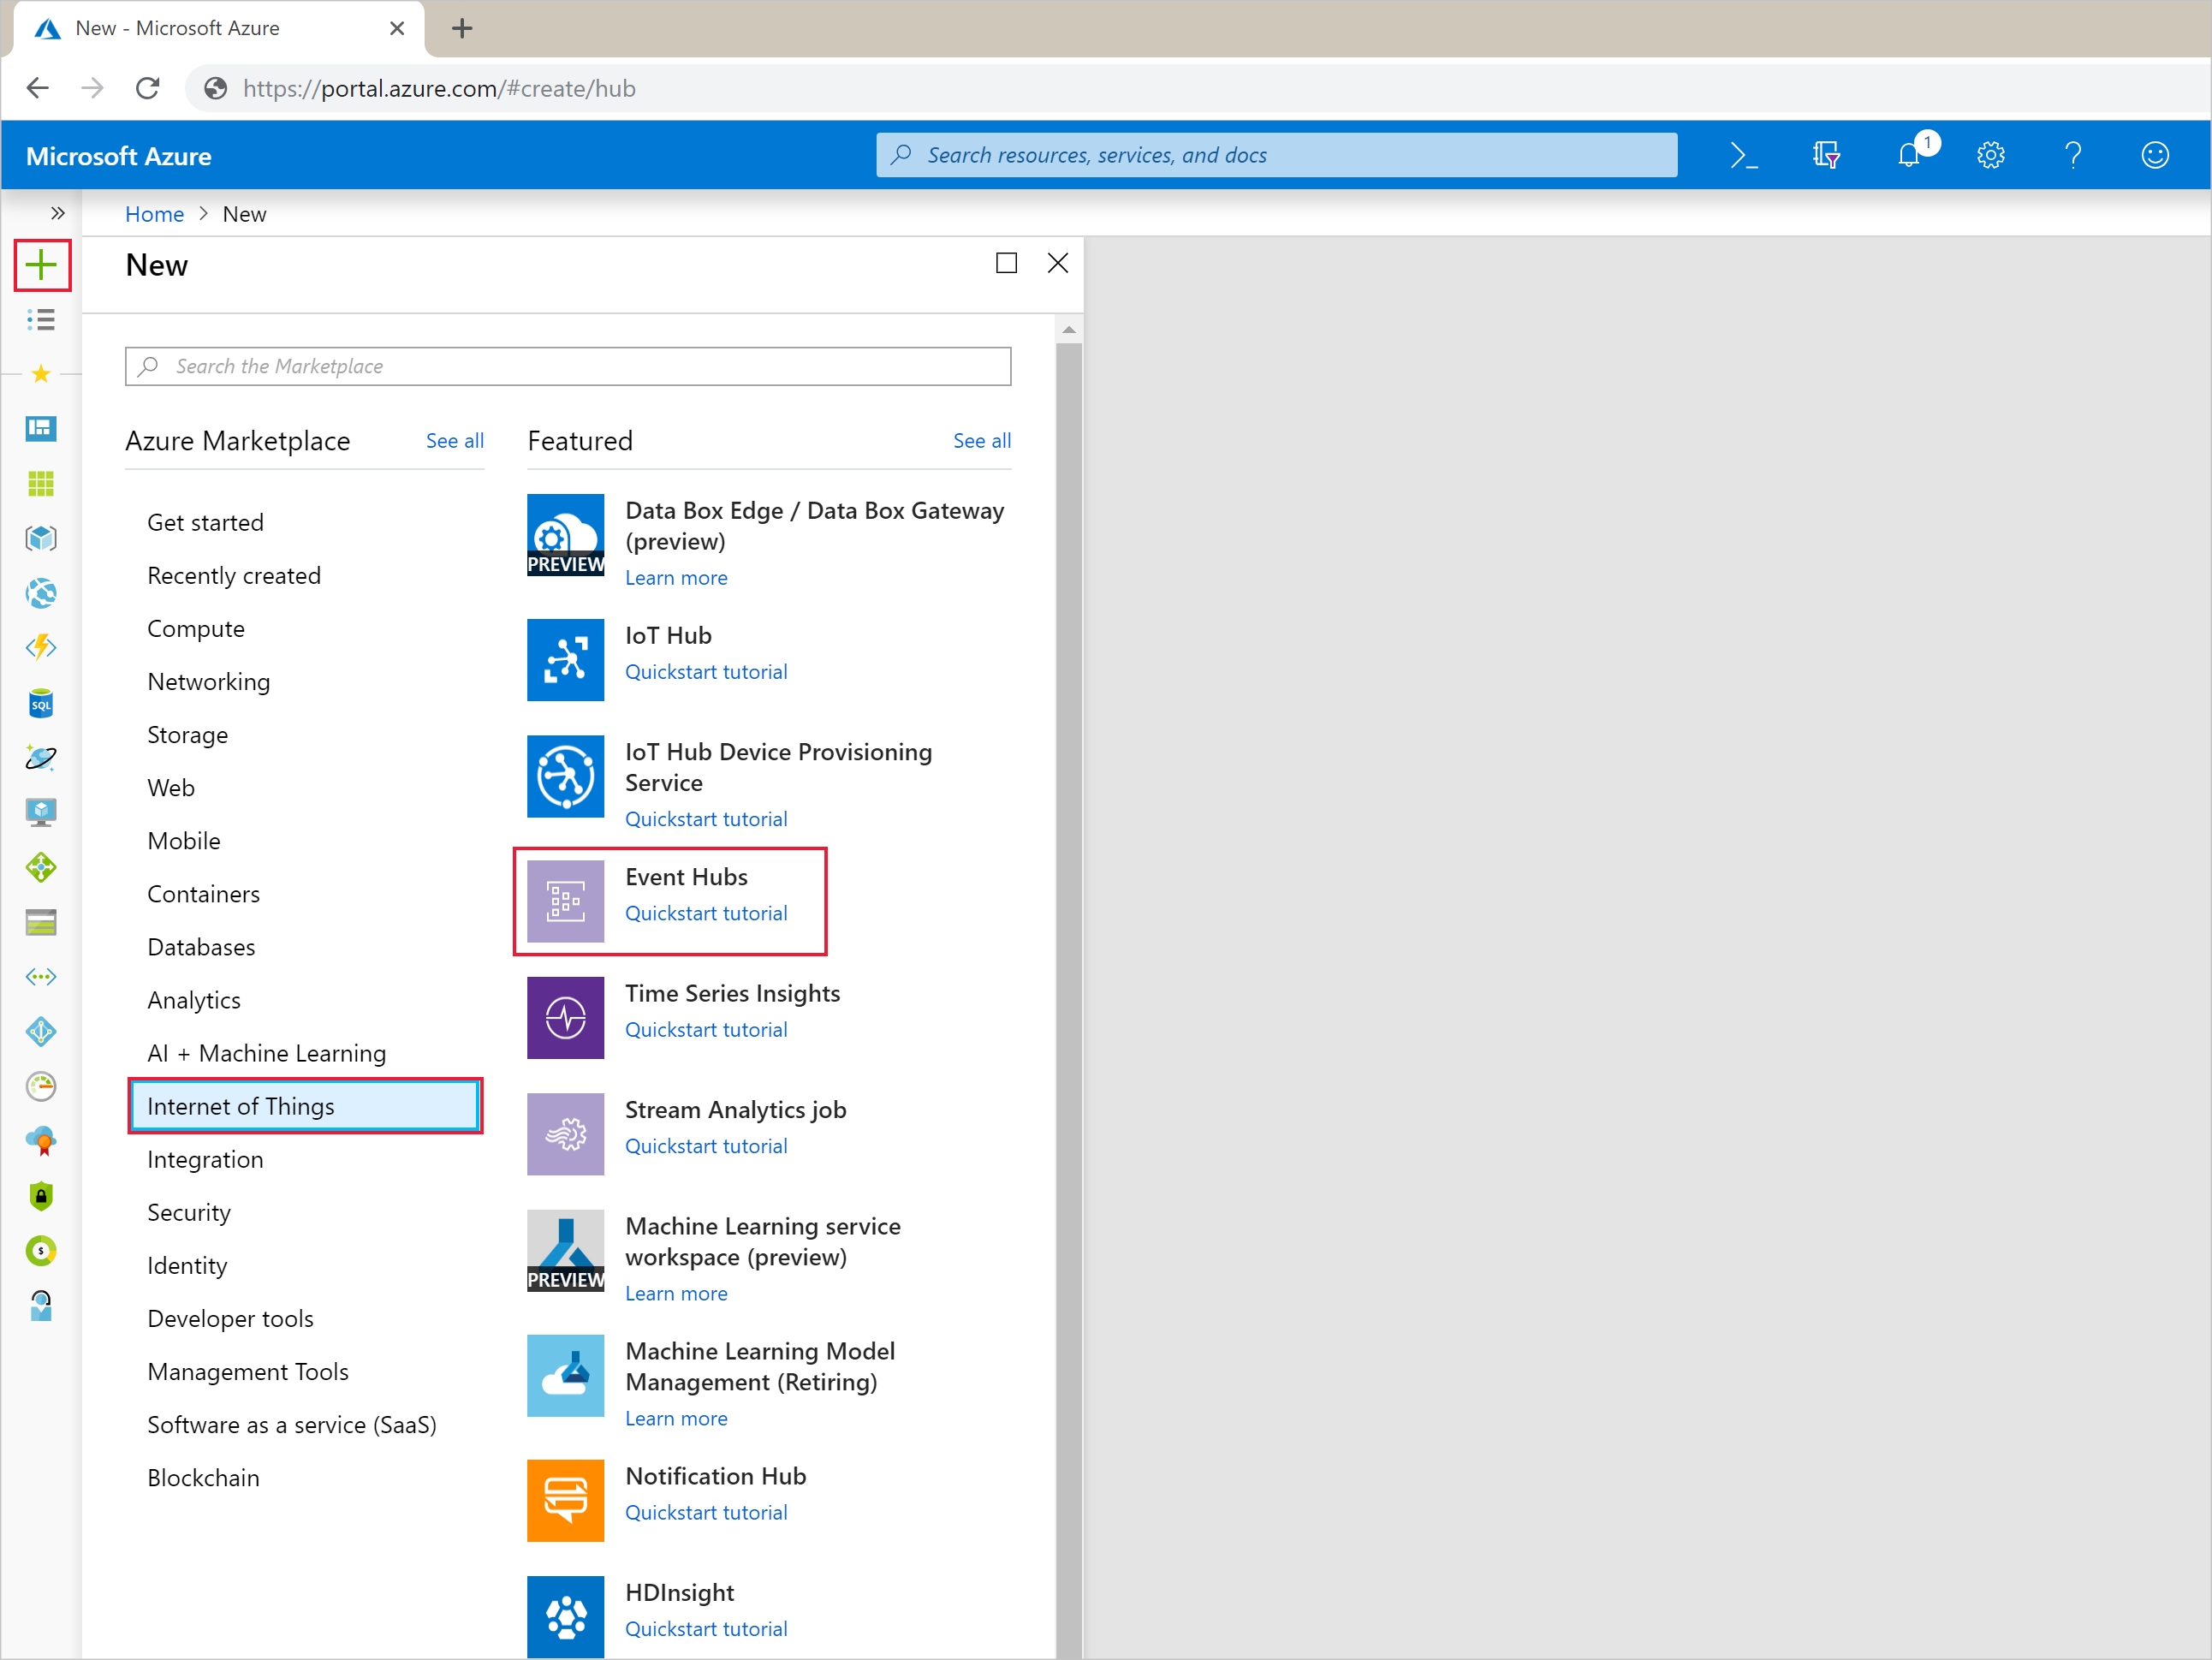 New - Microsoft Azure
https://portal.azure.com/#create/hub
Microsoft Azure
Search resources, services, and docs
1
Home > New
New
Search the Marketplace
Azure Marketplace
See all
Get started
Recently created
Compute
Networking
Storage
Web
Mobile
Containers
Databases
Analytics
AI + Machine Learning
Internet of Things
Integration
Security
Identity
Developer tools
Management Tools
Software as a service (SaaS)
Blockchain
Featured
See all
PREVIEW
Data Box Edge / Data Box Gateway
(preview)
Learn more
IoT Hub
Quickstart tutorial
IoT Hub Device Provisioning
Service
Quickstart tutorial
Event Hubs
Quickstart tutorial
Time Series Insights
Quickstart tutorial
Stream Analytics job
Quickstart tutorial
PREVIEW
Machine Learning service
workspace (preview)
Learn more
Machine Learning Model
Management (Retiring)
Learn more
Notification Hub
Quickstart tutorial
HDInsight
Quickstart tutorial
SQL
$